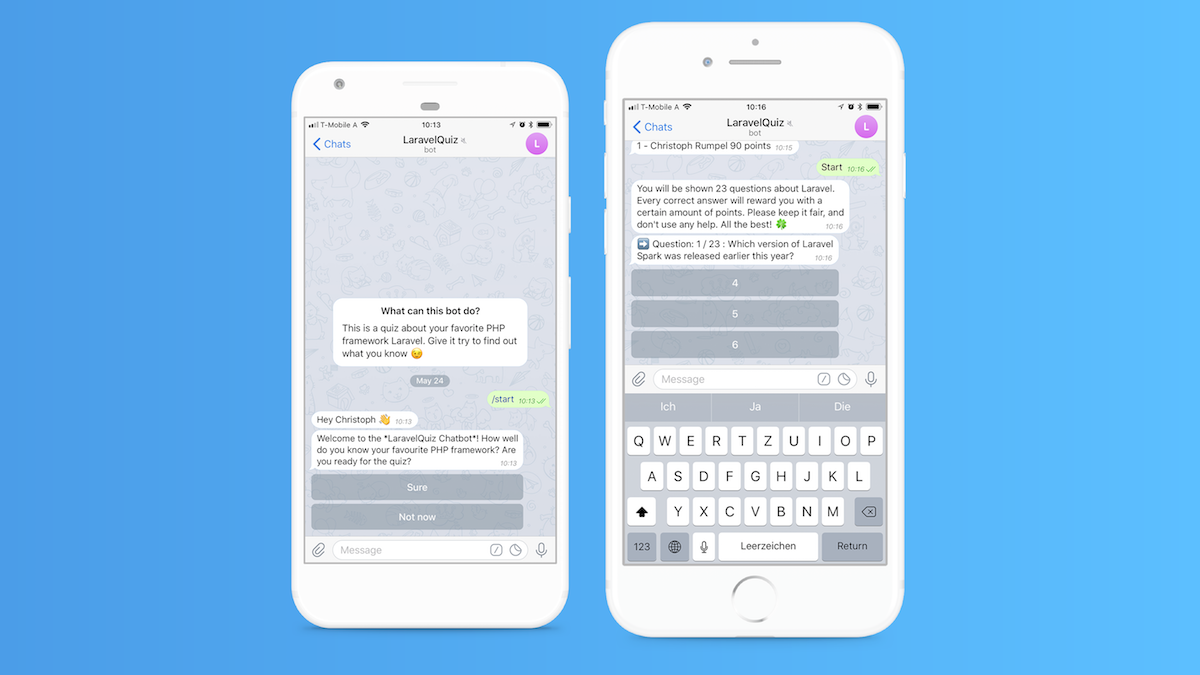 T-Mobile A
10:13
Chats
LaravelQuiz
bot
L
What can this bot do?
This is a quiz about your favorite PHP
framework Laravel. Give it try to find out
what you know 😉
May 24
/start 10:13
Hey Christoph 👋 10:13
Welcome to the *LaravelQuiz Chatbot*! How well
do you know your favourite PHP framework? Are
you ready for the quiz?
10:13
Sure
Not now
Message
T-Mobile A
10:16
Chats
LaravelQuiz
bot
L
1 - Christoph Rumpel 90 points 10:15
Start 10:16
You will be shown 23 questions about Laravel.
Every correct answer will reward you with a
certain amount of points. Please keep it fair, and
don't use any help. All the best! 🍀 10:16
➡️ Question: 1 / 23 : Which version of Laravel
Spark was released earlier this year? 10:16
4
5
6
Message
Ich Ja Die
Q W E R T Z U I O P
A S D F G H J K L
Y X C V B N M
123 Leerzeichen Return